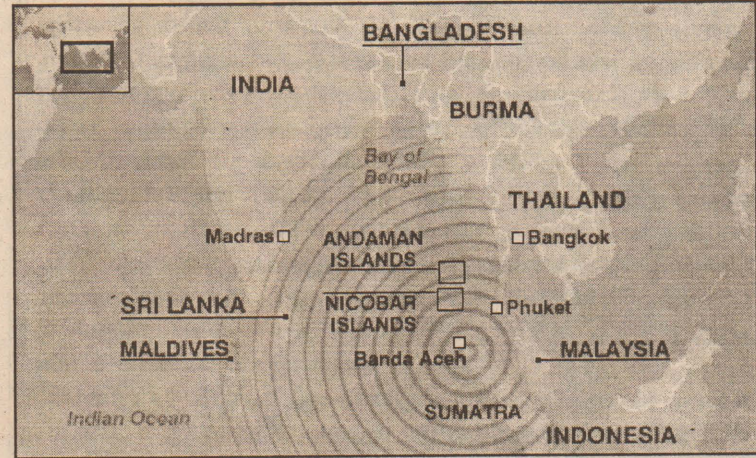 BANGLADESH
INDIA
BURMA
Bay of
Bengal
THAILAND
Madras
ANDAMAN
ISLANDS
Bangkok
SRI LANKA
NICOBAR
ISLANDS
Phuket
MALDIVES
Banda Aceh
MALAYSIA
Indian Ocean
SUMATRA
INDONESIA